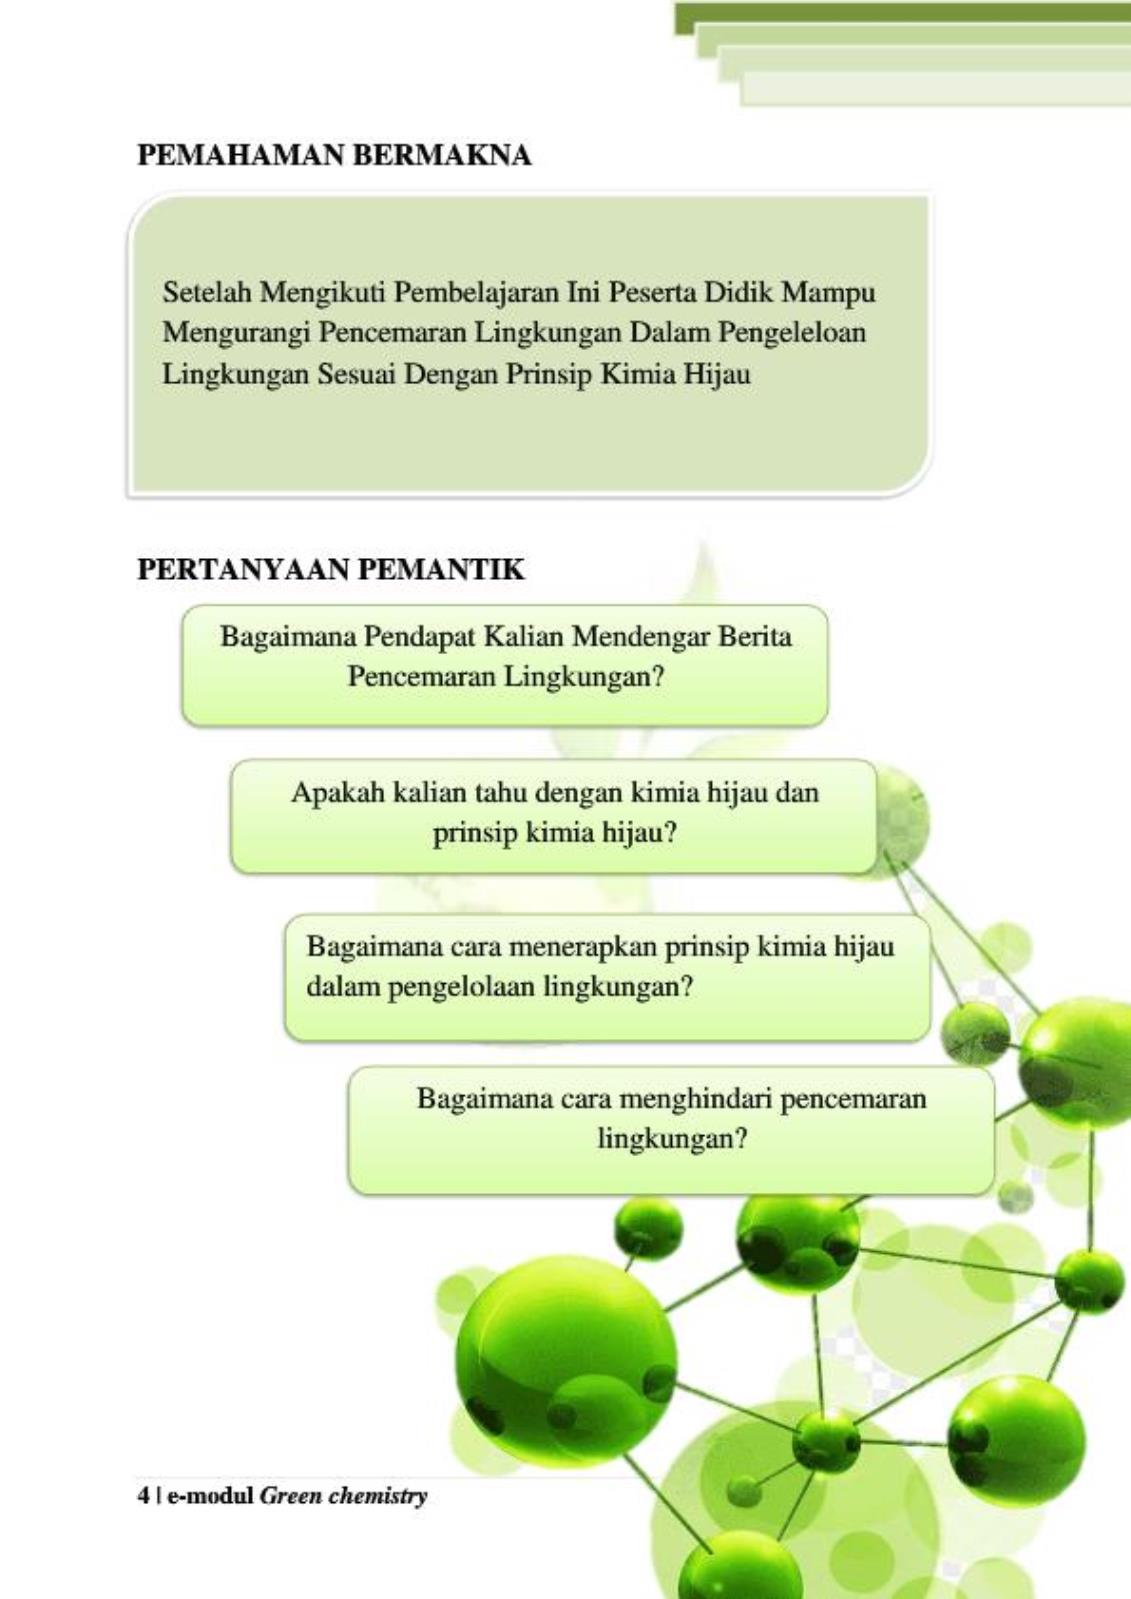 PEMAHAMAN BERMAKNA
Setelah Mengikuti Pembelajaran Ini Peserta Didik Mampu
Mengurangi Pencemaran Lingkungan Dalam Pengeleloan
Lingkungan Sesuai Dengan Prinsip Kimia Hijau
PERTANYAAN PEMANTIK
Bagaimana Pendapat Kalian Mendengar Berita
Pencemaran Lingkungan?
Apakah kalian tahu dengan kimia hijau dan
prinsip kimia hijau?
Bagaimana cara menerapkan prinsip kimia hijau
dalam pengelolaan lingkungan?
Bagaimana cara menghindari pencemaran
lingkungan?
4 | e-modul Green chemistry